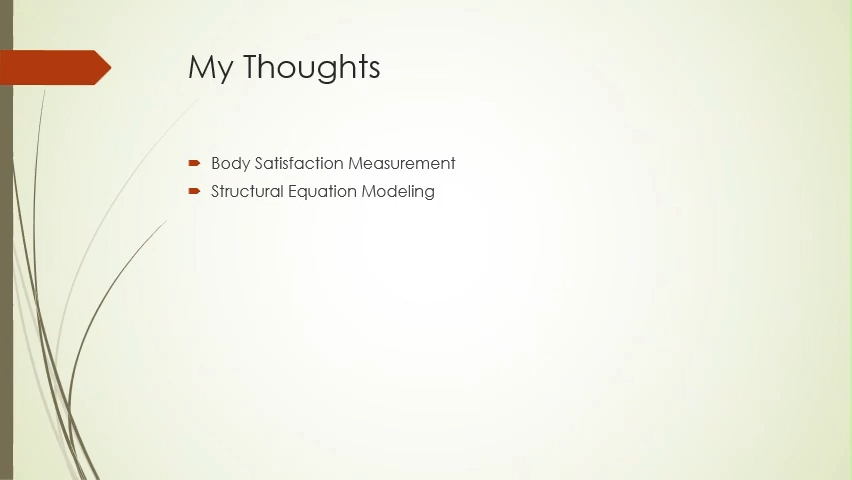 My Thoughts
Body Satisfaction Measurement
Structural Equation Modeling